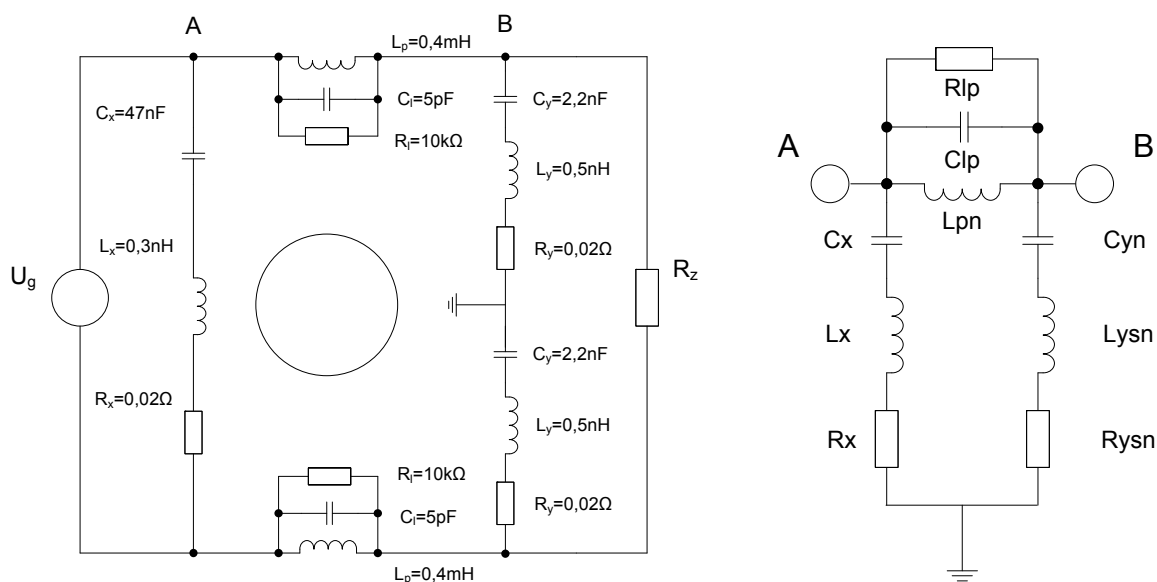 A
B
Lp=0,4mH
Cx=47nF
Cl=5pF
Rl=10kΩ
Cy=2,2nF
Ly=0,5nH
Lx=0,3nH
Ry=0,02Ω
Ug
Rz
Cy=2,2nF
Rx=0,02Ω
Ly=0,5nH
Rl=10kΩ
Cl=5pF
Ry=0,02Ω
Lp=0,4mH
Rlp
Clp
A
B
Lpn
Cx
Cyn
Lx
Lysn
Rx
Rysn